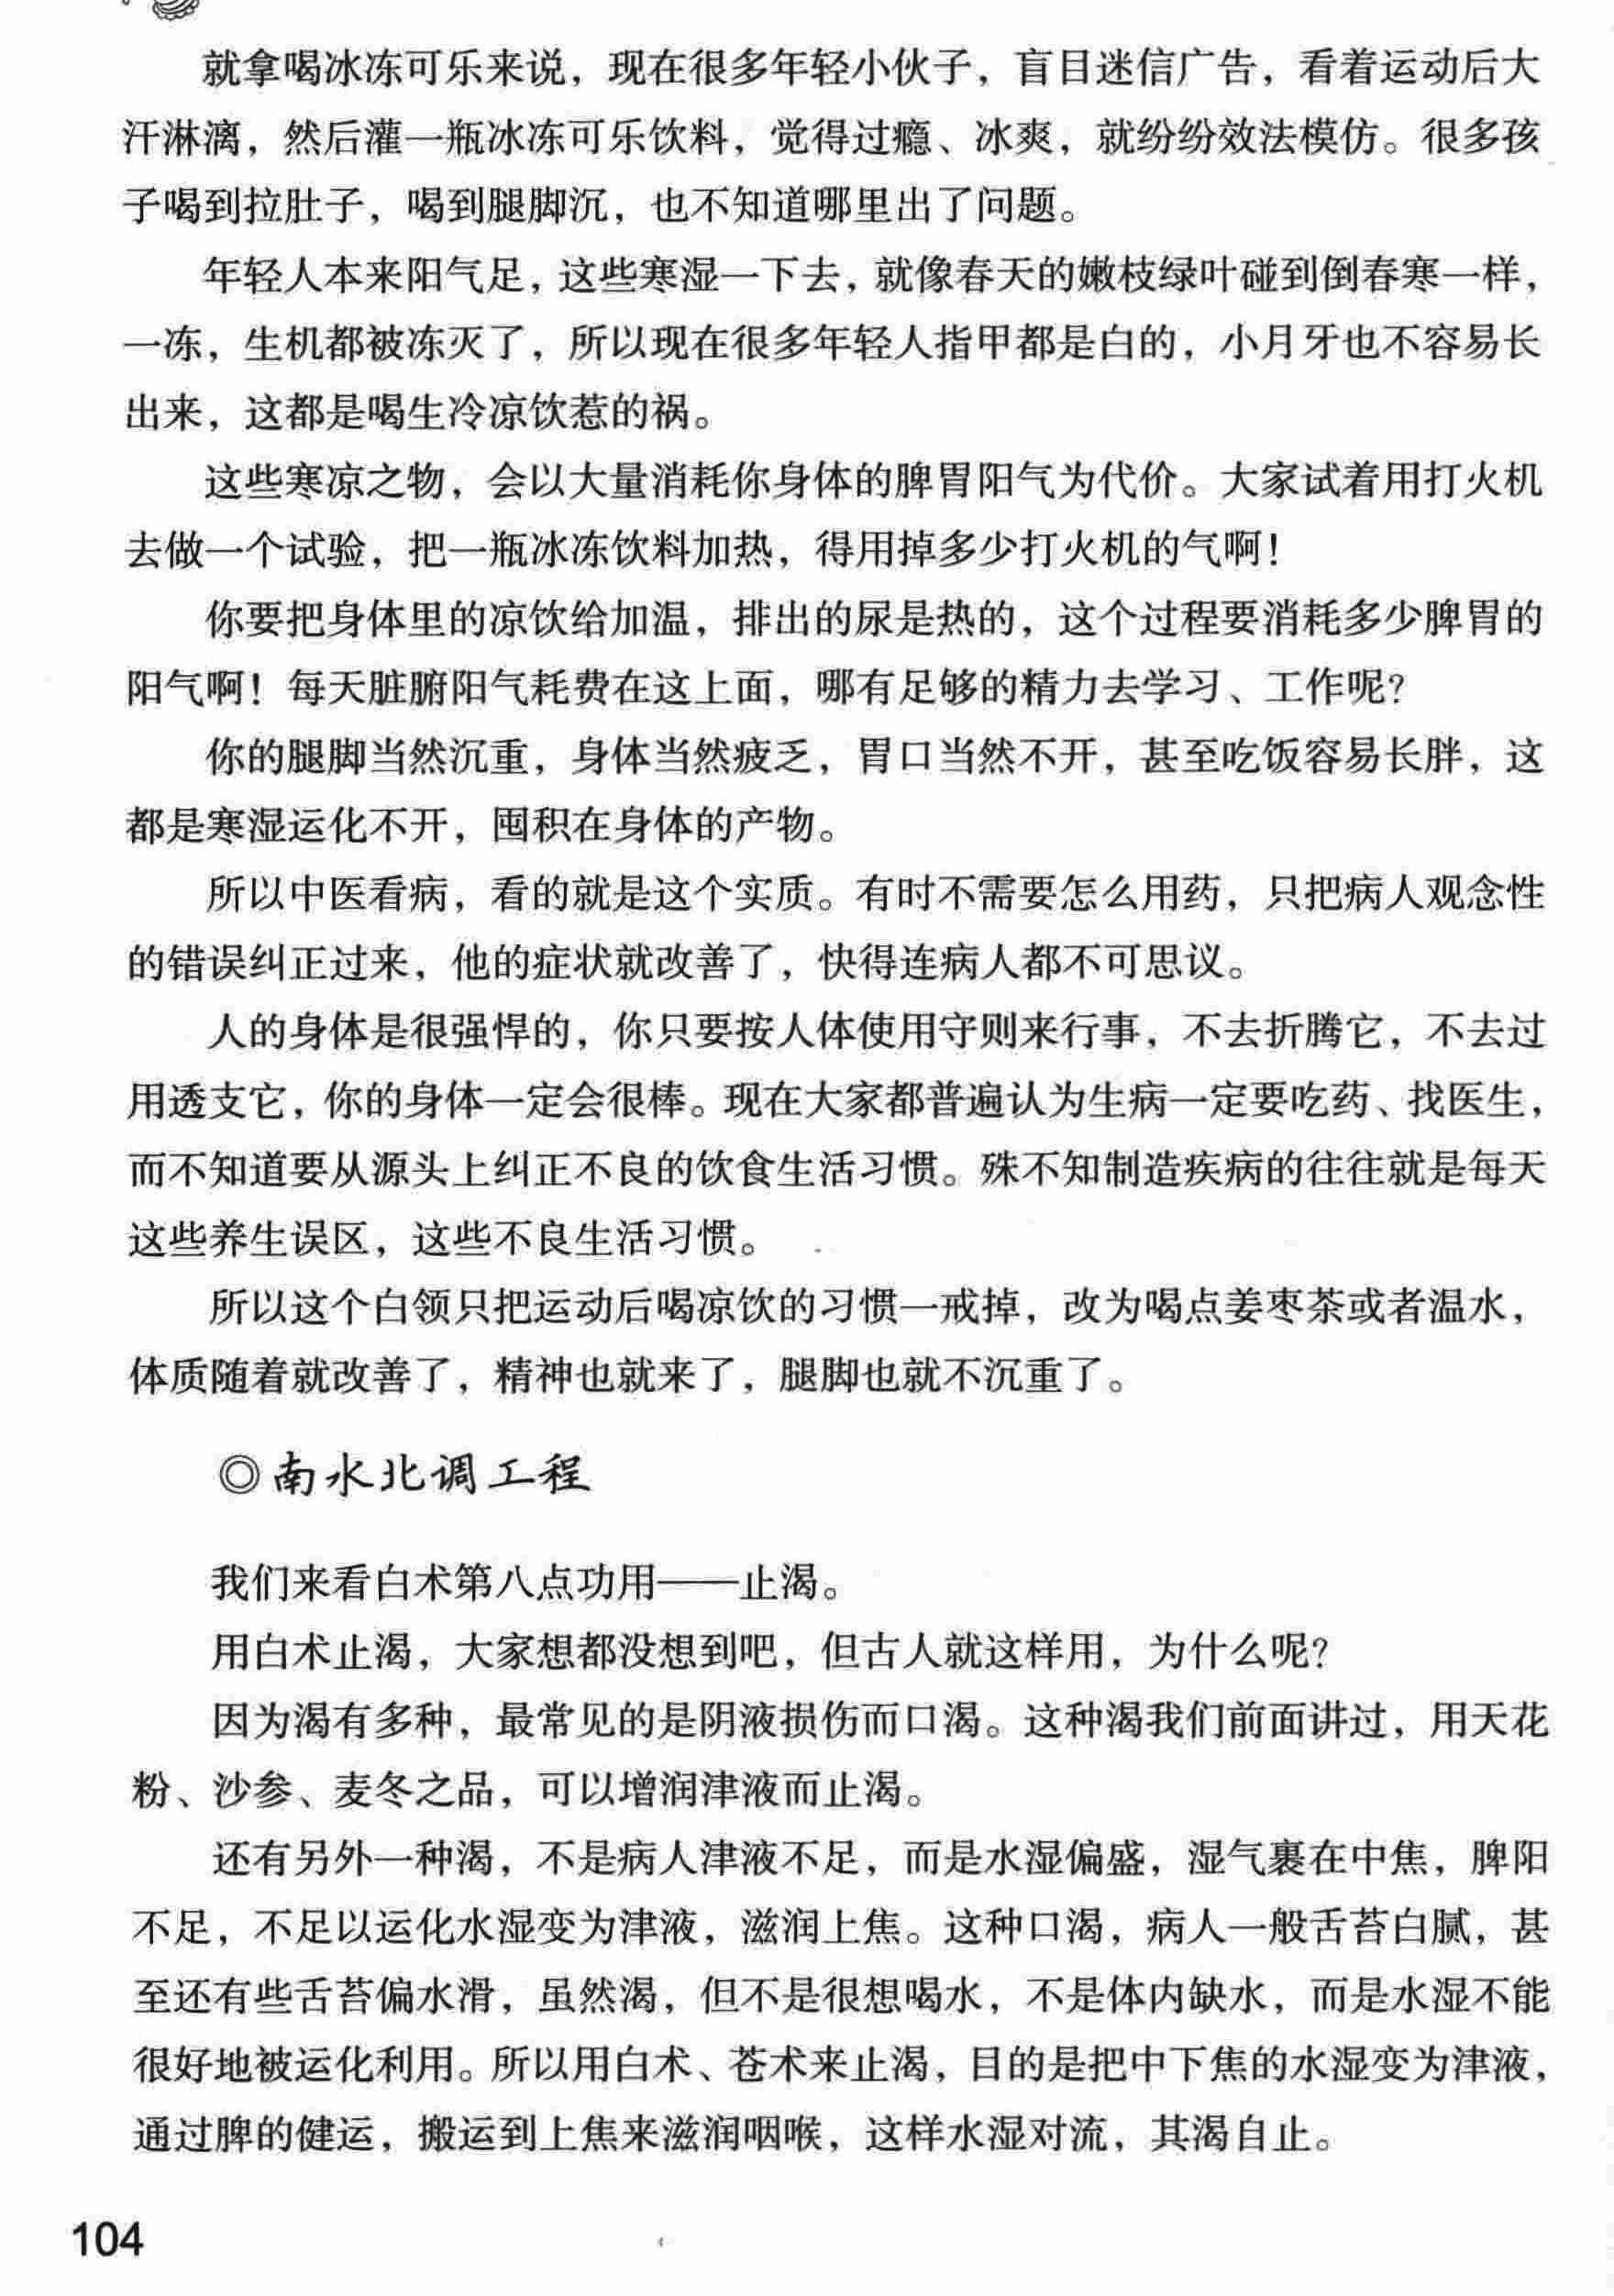 就拿喝冰冻可乐来说，现在很多年轻小伙子，盲目迷信广告，看着运动后大
汗淋漓，然后灌一瓶冰冻可乐饮料，觉得过瘾、冰爽，就纷纷效法模仿。很多孩
子喝到拉肚子，喝到腿脚沉，也不知道哪里出了问题。
年轻人本来阳气足，这些寒湿一下去，就像春天的嫩枝绿叶碰到倒春寒一样，
一冻，生机都被冻灭了，所以现在很多年轻人指甲都是白的，小月牙也不容易长
出来，这都是喝生冷凉饮惹的祸。
这些寒凉之物，会以大量消耗你身体的脾胃阳气为代价。大家试着用打火机
去做一个试验，把一瓶冰冻饮料加热，得用掉多少打火机的气啊！
你要把身体里的凉饮给加温，排出的尿是热的，这个过程要消耗多少脾胃的
阳气啊！每天脏腑阳气耗费在这上面，哪有足够的精力去学习、工作呢？
你的腿脚当然沉重，身体当然疲乏，胃口当然不开，甚至吃饭容易长胖，这
都是寒湿运化不开，囤积在身体的产物。
所以中医看病，看的就是这个实质。有时不需要怎么用药，只把病人观念性
的错误纠正过来，他的症状就改善了，快得连病人都不可思议。
人的身体是很强悍的，你只要按人体使用守则来行事，不去折腾它，不去过
用透支它，你的身体一定会很棒。现在大家都普遍认为生病一定要吃药、找医生，
而不知道要从源头上纠正不良的饮食生活习惯。殊不知制造疾病的往往就是每天
这些养生误区，这些不良生活习惯。
所以这个白领只把运动后喝凉饮的习惯一戒掉，改为喝点姜枣茶或者温水，
体质随着就改善了，精神也就来了，腿脚也就不沉重了。
◎南水北调工程
我们来看白术第八点功用——止渴。
用白术止渴，大家想都没想到吧，但古人就这样用，为什么呢？
因为渴有多种，最常见的是阴液损伤而口渴。这种渴我们前面讲过，用天花
粉、沙参、麦冬之品，可以增润津液而止渴。
还有另外一种渴，不是病人津液不足，而是水湿偏盛，湿气裹在中焦，脾阳
不足，不足以运化水湿变为津液，滋润上焦。这种口渴，病人一般舌苔白腻，甚
至还有些舌苔偏水滑，虽然渴，但不是很想喝水，不是体内缺水，而是水湿不能
很好地被运化利用。所以用白术、苍术来止渴，目的是把中下焦的水湿变为津液，
通过脾的健运，搬运到上焦来滋润咽喉，这样水湿对流，其渴自止。
104